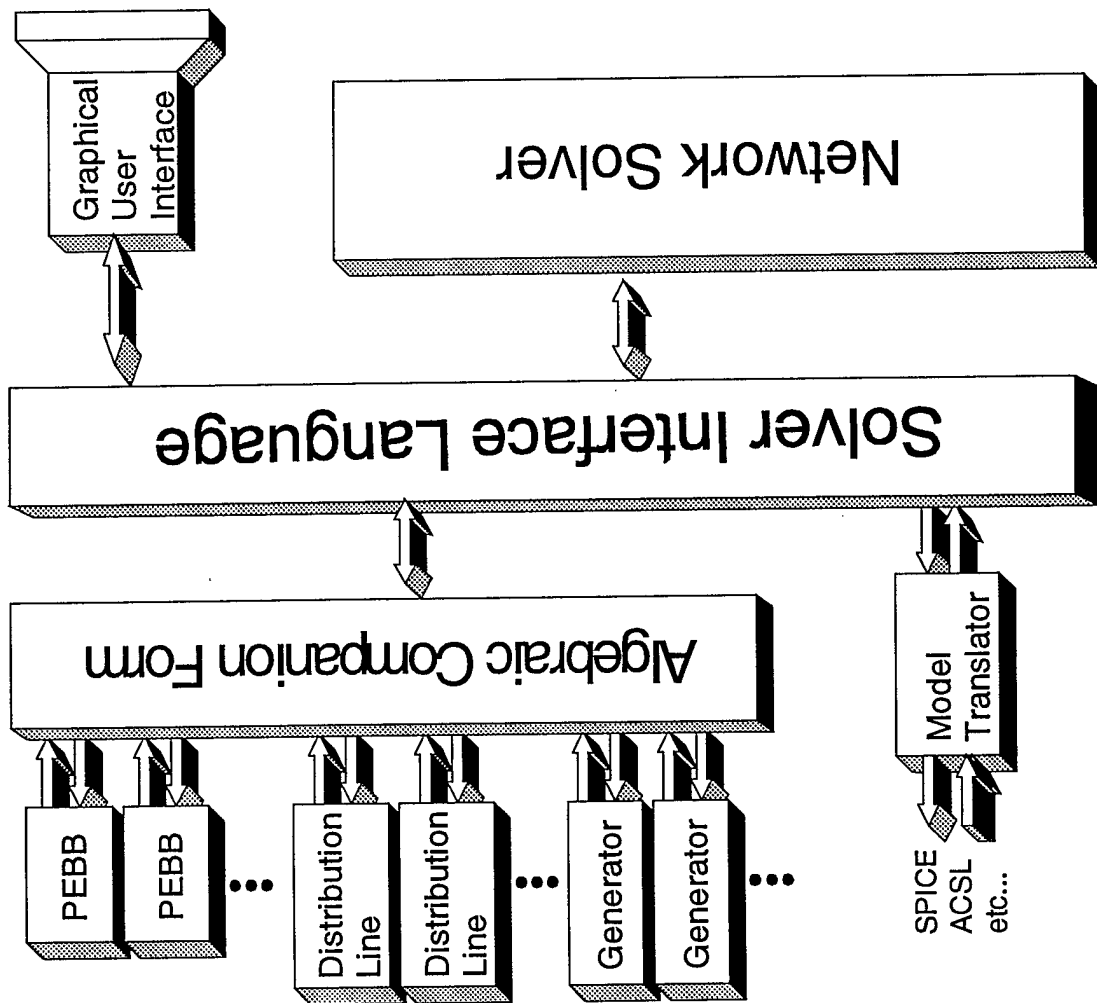 Graphical
User
Interface
Network Solver
Solver Interface Language
Algebraic Companion Form
Model
Translator
PEBB
PEBB
•••
Distribution
Line
Distribution
Line
•••
Generator
Generator
•••
SPICE
ACSL
etc...